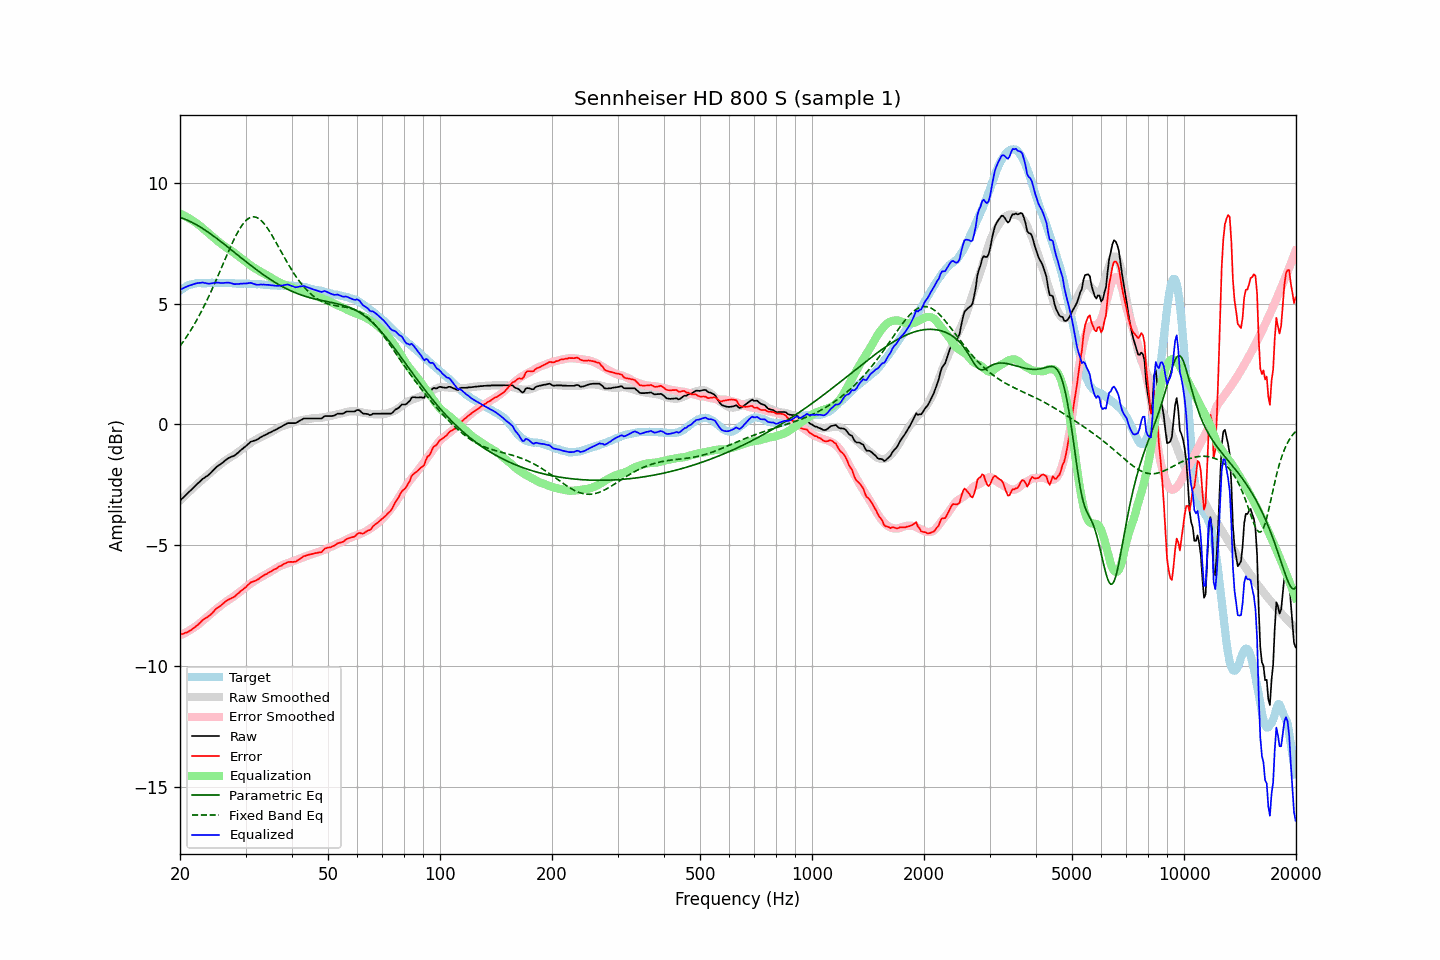 Sennheiser HD 800 S (sample 1)
Amplitude (dBr)
10
5
0
−5
−10
−15
Target
Raw Smoothed
Error Smoothed
Raw
Error
Equalization
Parametric Eq
Fixed Band Eq
Equalized
20 50 100 200 500 1000 2000 5000 10000 20000
Frequency (Hz)